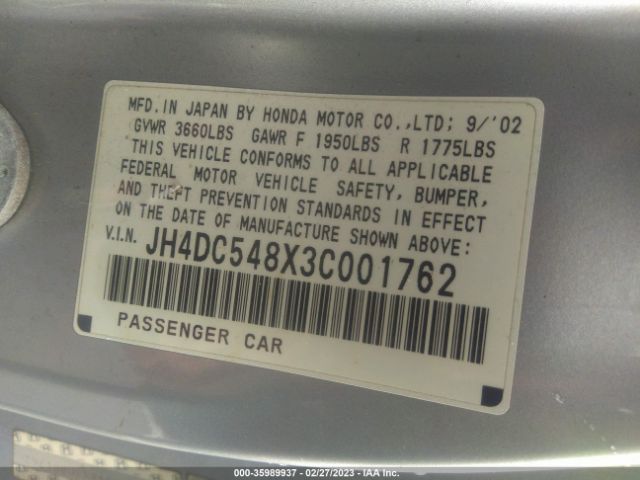 MFD. IN JAPAN BY HONDA MOTOR CO., LTD; 9/'02
GVWR 3660LBS GAWR F 1950LBS R 1775LBS
THIS VEHICLE CONFORMS TO ALL APPLICABLE
FEDERAL MOTOR VEHICLE SAFETY, BUMPER,
AND THEFT PREVENTION STANDARDS IN EFFECT
ON THE DATE OF MANUFACTURE SHOWN ABOVE:
V.I.N. JH4DC548X3C001762
PASSENGER CAR
000-35989937 - 02/27/2023 - IAAI.COM